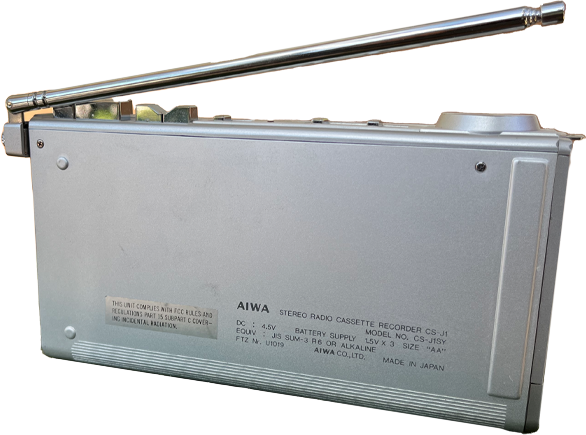 THIS UNIT COMPLIES WITH FCC RULES AND
REGULATIONS PART 15 SUBPART C COVER-
ING INCIDENTAL RADIATION.
AIWA STEREO RADIO CASSETTE RECORDER CS-J1
DC : 4.5V BATTERY SUPPLY MODEL NO. CS-J1SY
EQUIV : JIS SUM-3 R6 OR ALKALINE 1.5V X 3 SIZE "AA"
FTZ Nr. U1019 AIWA CO., LTD. MADE IN JAPAN